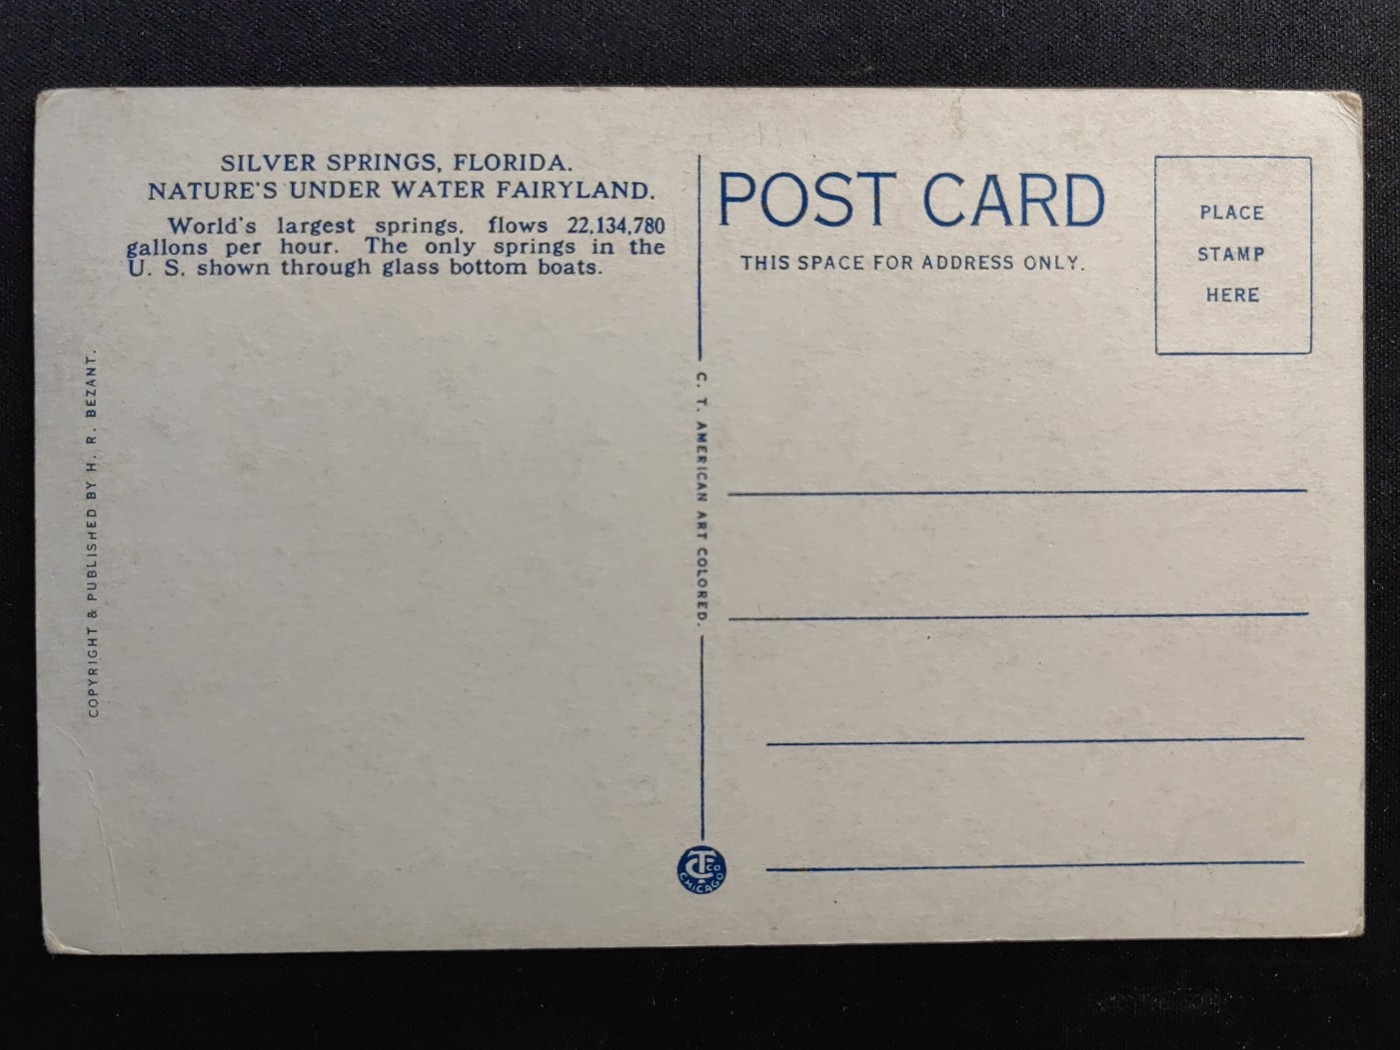 SILVER SPRINGS, FLORIDA.
NATURE'S UNDER WATER FAIRYLAND.
World's largest springs, flows 22,134,780
gallons per hour. The only springs in the
U. S. shown through glass bottom boats.
COPYRIGHT & PUBLISHED BY H. R. BEZANT.
C. T. AMERICAN ART COLORED.
CT CO
CHICAGO
POST CARD
THIS SPACE FOR ADDRESS ONLY.
PLACE
STAMP
HERE